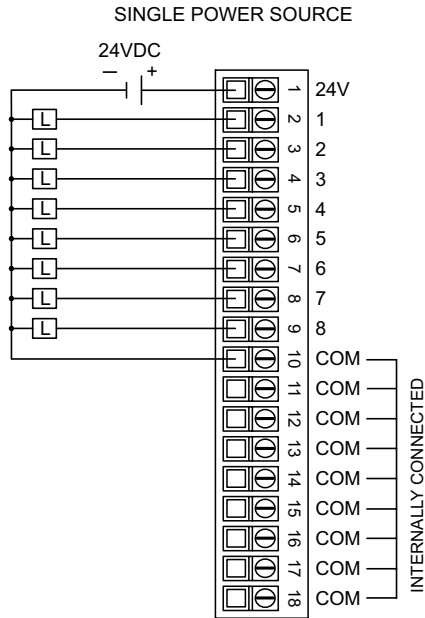 SINGLE POWER SOURCE
24VDC
– +
1 24V
L 2 1
L 3 2
L 4 3
L 5 4
L 6 5
L 7 6
L 8 7
L 9 8
10 COM
11 COM
12 COM
13 COM
14 COM
15 COM
16 COM
17 COM
18 COM
INTERNALLY CONNECTED